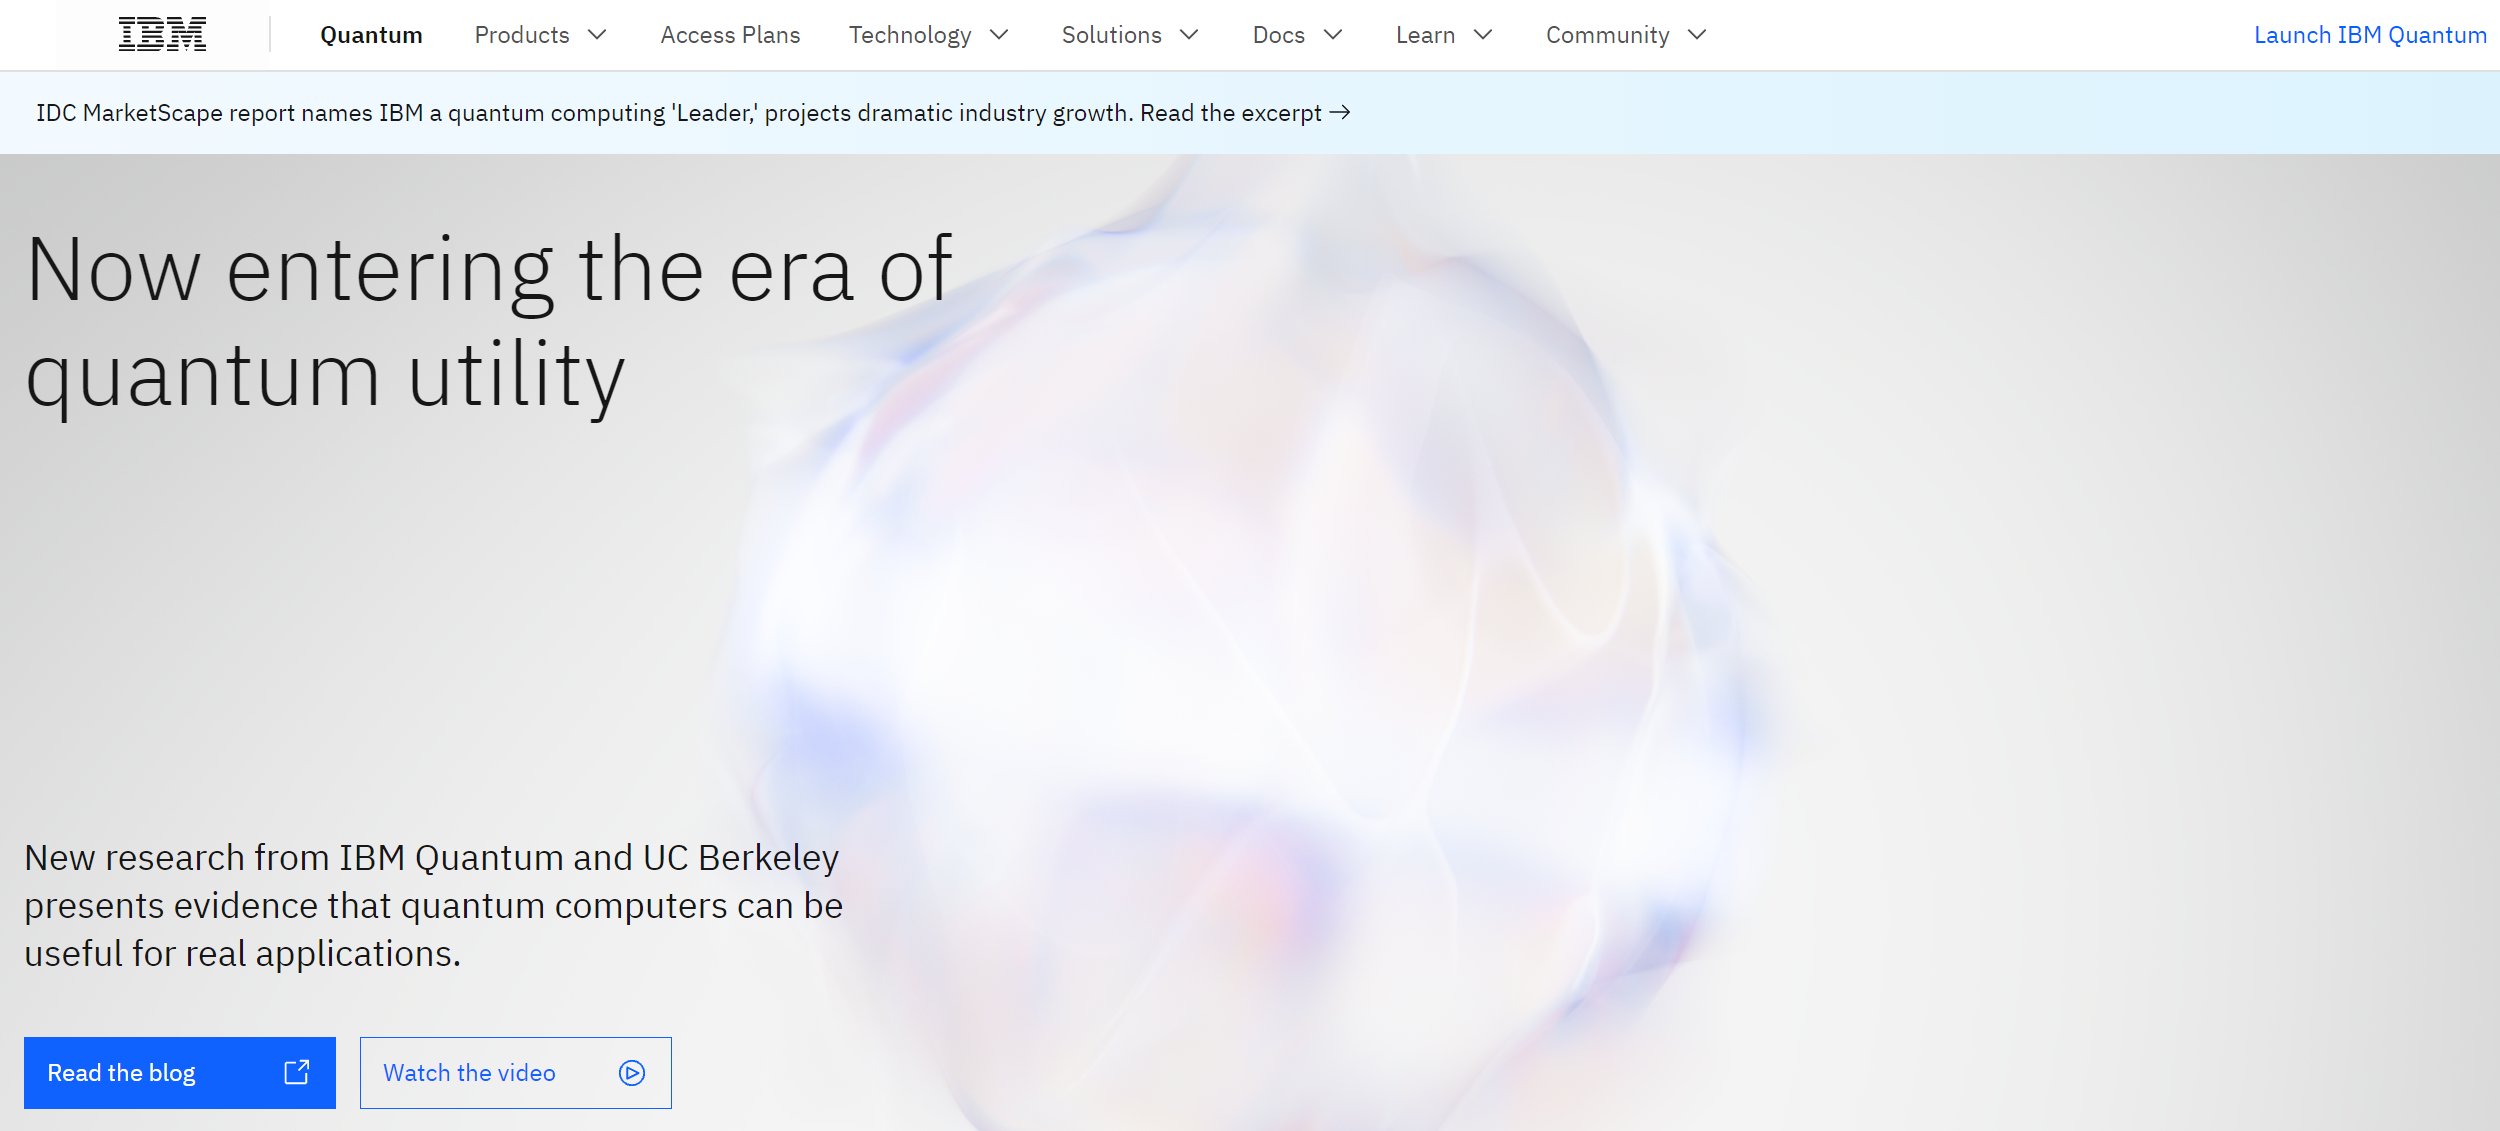 IBM Quantum Products Access Plans Technology Solutions Docs Learn Community Launch IBM Quantum
IDC MarketScape report names IBM a quantum computing 'Leader,' projects dramatic industry growth. Read the excerpt →
Now entering the era of
quantum utility
New research from IBM Quantum and UC Berkeley
presents evidence that quantum computers can be
useful for real applications.
Read the blog Watch the video